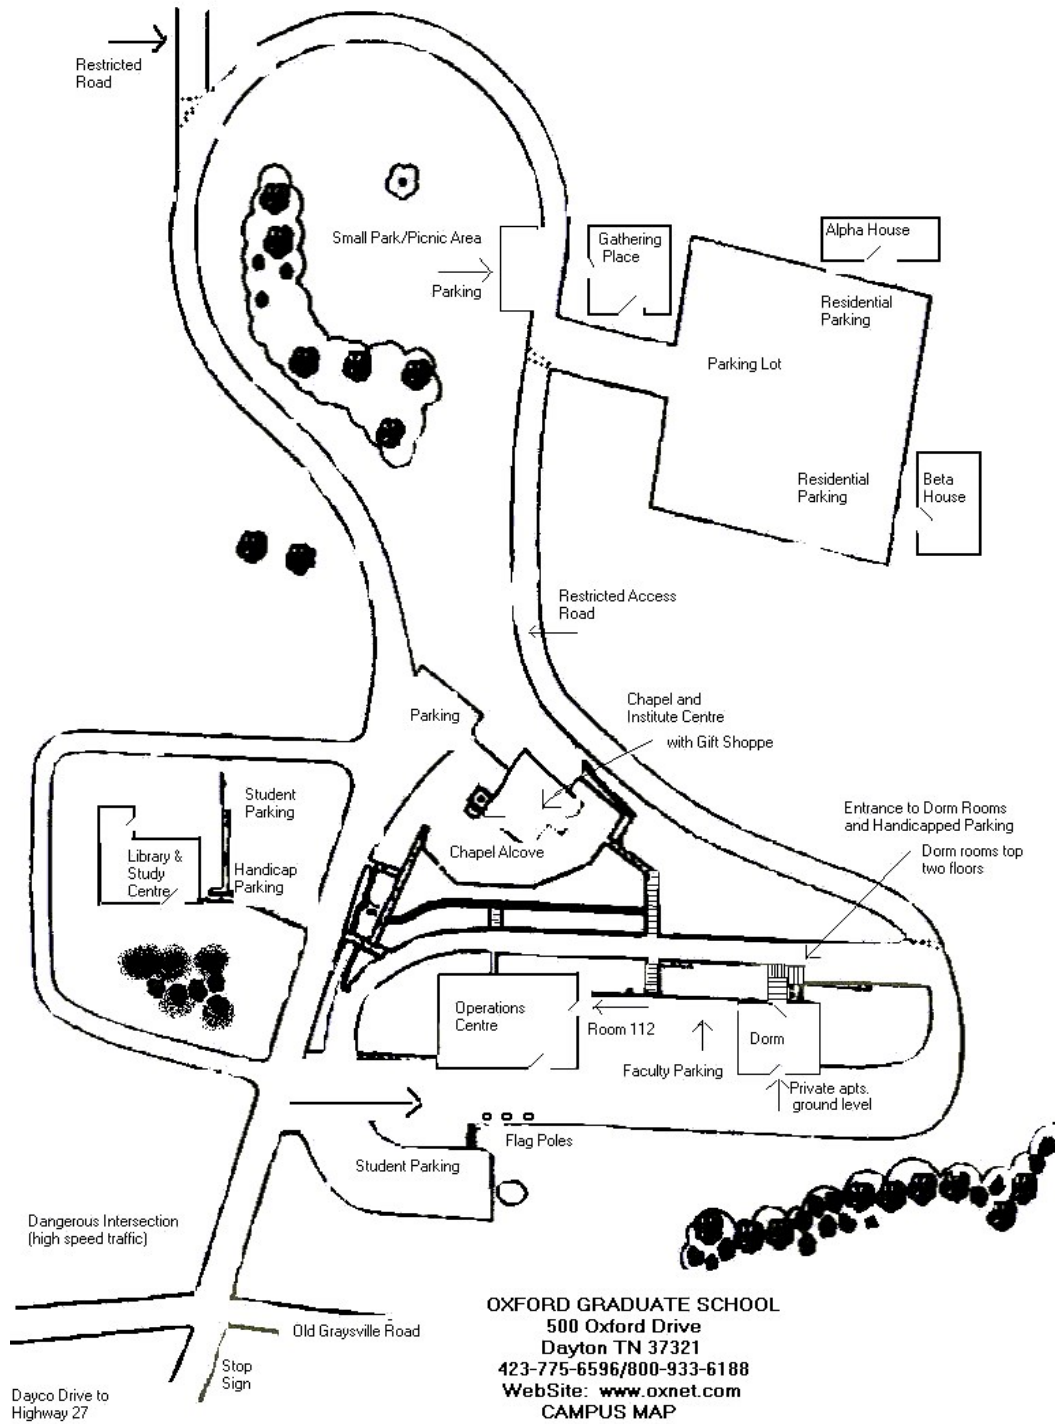 Restricted
Road
Small Park/Picnic Area
Parking
Gathering
Place
Alpha House
Residential
Parking
Parking Lot
Residential
Parking
Beta
House
Restricted Access
Road
Parking
Chapel and
Institute Centre
with Gift Shoppe
Student
Parking
Entrance to Dorm Rooms
and Handicapped Parking
Dorm rooms top
two floors
Library &
Study
Centre
Handicap
Parking
Chapel Alcove
Operations
Centre
Room 112
Dorm
Faculty Parking
Private apts.
ground level
Flag Poles
Student Parking
Dangerous Intersection
(high speed traffic)
Old Graysville Road
Stop
Sign
Dayco Drive to
Highway 27
OXFORD GRADUATE SCHOOL
500 Oxford Drive
Dayton TN 37321
423-775-6596/800-933-6188
WebSite: www.oxnet.com
CAMPUS MAP